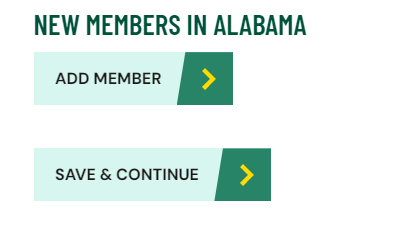 NEW MEMBERS IN ALABAMA
ADD MEMBER
SAVE & CONTINUE